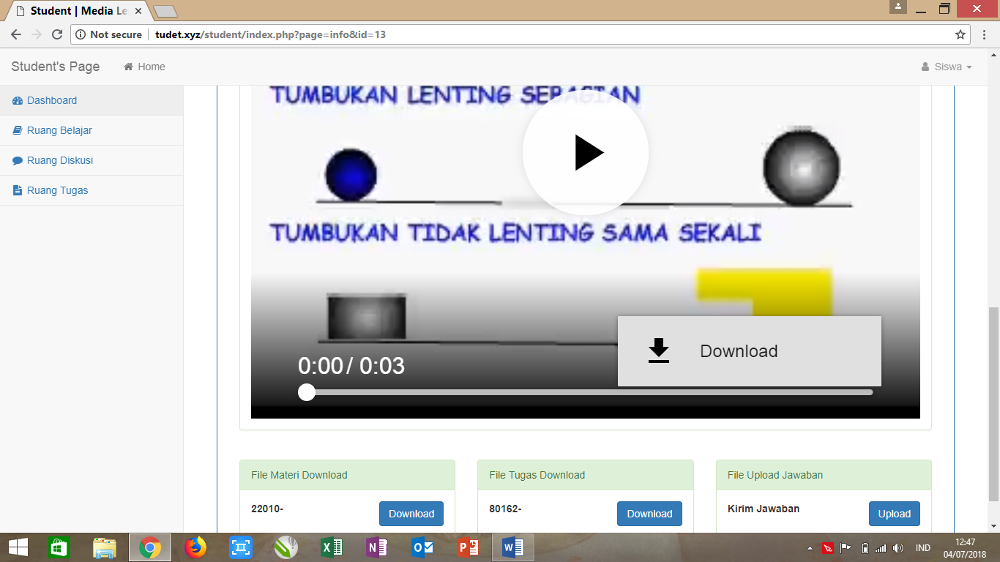 Student | Media Le
Not secure
tudet.xyz/student/index.php?page=info&id=13
Student's Page
Home
Siswa
Dashboard
Ruang Belajar
Ruang Diskusi
Ruang Tugas
TUMBUKAN LENTING SEBAGIAN
TUMBUKAN TIDAK LENTING SAMA SEKALI
Download
0:00 / 0:03
File Materi Download
22010-
Download
File Tugas Download
80162-
Download
File Upload Jawaban
Kirim Jawaban
Upload
IND
12:47
04/07/2018